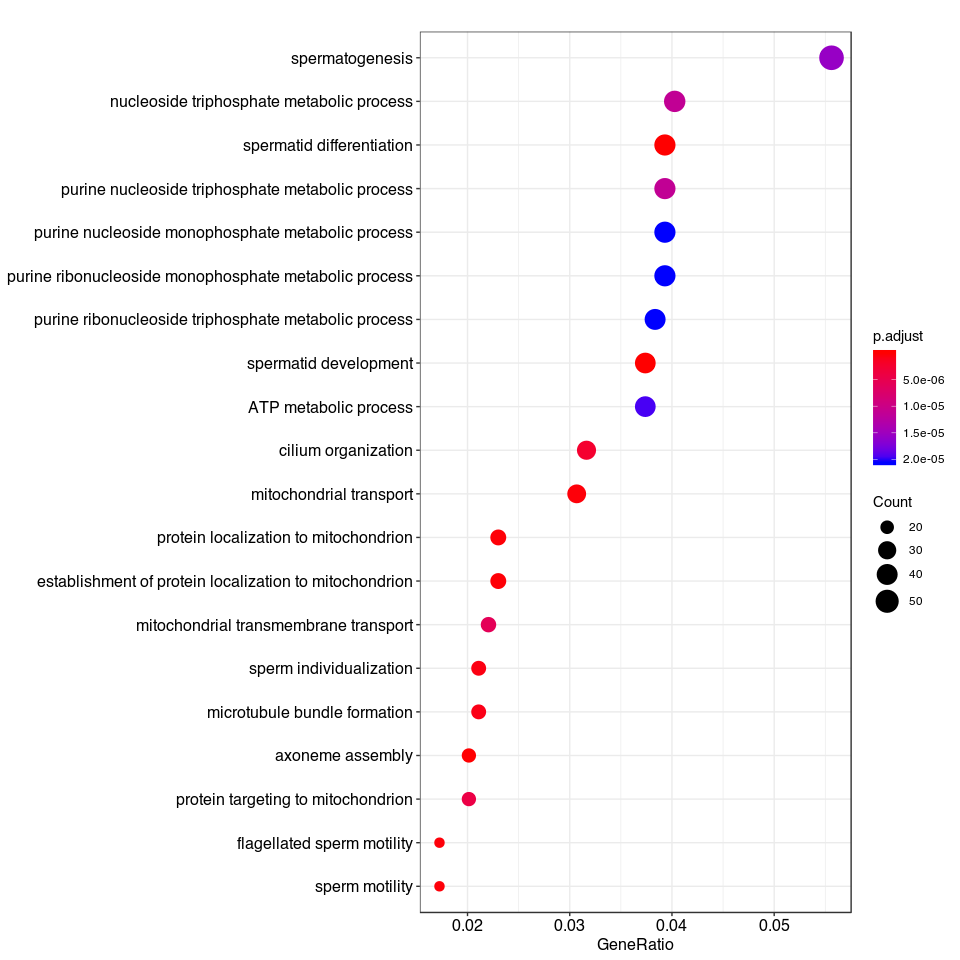 spermatogenesis
nucleoside triphosphate metabolic process
spermatid differentiation
purine nucleoside triphosphate metabolic process
purine nucleoside monophosphate metabolic process
purine ribonucleoside monophosphate metabolic process
purine ribonucleoside triphosphate metabolic process
spermatid development
ATP metabolic process
cilium organization
mitochondrial transport
protein localization to mitochondrion
establishment of protein localization to mitochondrion
mitochondrial transmembrane transport
sperm individualization
microtubule bundle formation
axoneme assembly
protein targeting to mitochondrion
flagellated sperm motility
sperm motility
0.02 0.03 0.04 0.05
GeneRatio
p.adjust
5.0e-06
1.0e-05
1.5e-05
2.0e-05
Count
20
30
40
50